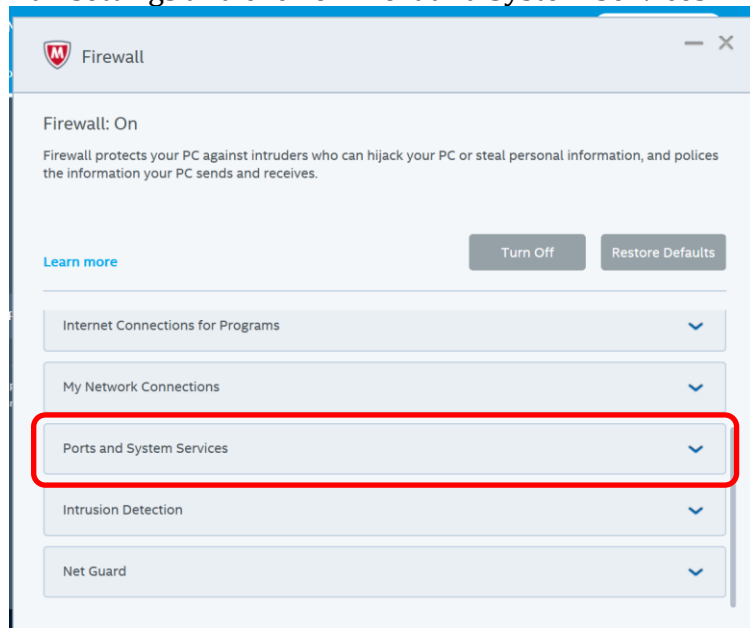 Firewall
Firewall: On
Firewall protects your PC against intruders who can hijack your PC or steal personal information, and polices
the information your PC sends and receives.
Learn more
Turn Off
Restore Defaults
Internet Connections for Programs
My Network Connections
Ports and System Services
Intrusion Detection
Net Guard